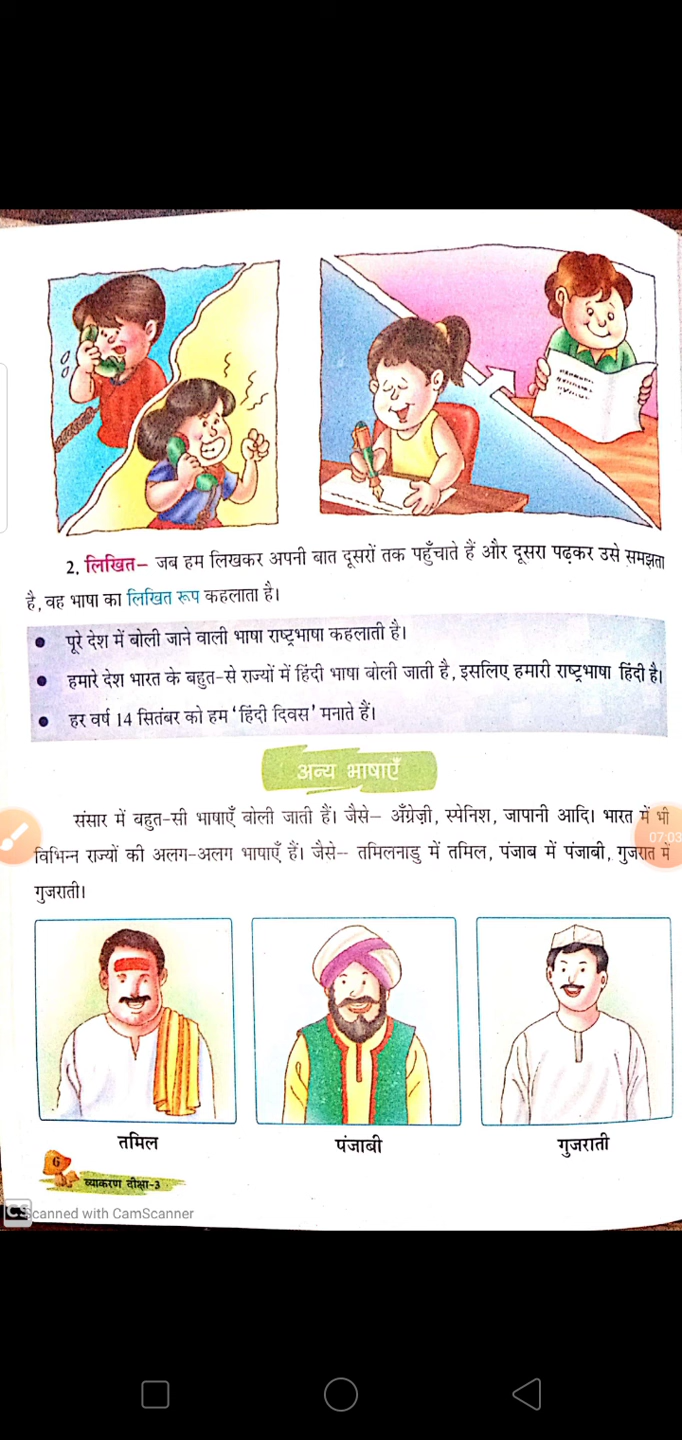 2. लिखित– जब हम लिखकर अपनी बात दूसरों तक पहुँचाते हैं और दूसरा पढ़कर उसे समझता
है, वह भाषा का लिखित रूप कहलाता है।
• पूरे देश में बोली जाने वाली भाषा राष्ट्रभाषा कहलाती है।
• हमारे देश भारत के बहुत-से राज्यों में हिंदी भाषा बोली जाती है, इसलिए हमारी राष्ट्रभाषा हिंदी है।
• हर वर्ष 14 सितंबर को हम ‘हिंदी दिवस’ मनाते हैं।
अन्य भाषाएँ
संसार में बहुत-सी भाषाएँ बोली जाती हैं। जैसे– अँग्रेज़ी, स्पेनिश, जापानी आदि। भारत में भी
07:03
विभिन्न राज्यों की अलग-अलग भाषाएँ हैं। जैसे-- तमिलनाडु में तमिल, पंजाब में पंजाबी, गुजरात में
गुजराती।
तमिल पंजाबी गुजराती
6
व्याकरण दीक्षा-3
CS Scanned with CamScanner